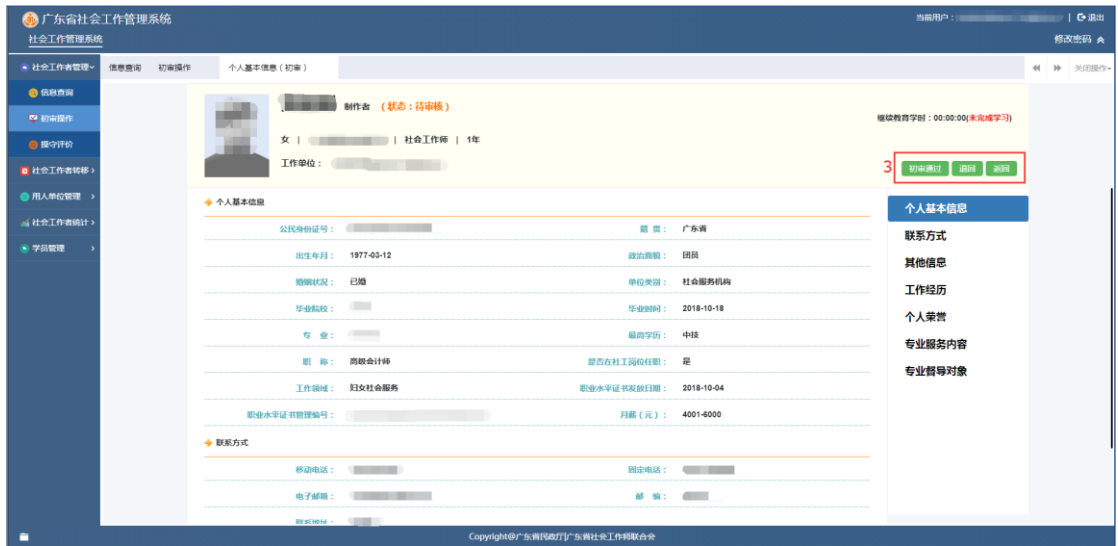 广东省社会工作管理系统
当前用户：
退出
社会工作管理系统
修改密码
社会工作者管理
信息查询 初审操作 个人基本信息（初审）
关闭操作
信息查询
初审操作
操守评价
社会工作者转移
用人单位管理
社会工作者统计
学员管理
制作者 （状态：待审核）
继续教育学时：00:00:00(未完成学习)
女 | | 社会工作师 | 1年
工作单位：
3 初审通过 退回 返回
个人基本信息
公民身份证号： 籍 贯： 广东省
出生年月： 1977-03-12 政治面貌： 团员
婚姻状况： 已婚 单位类别： 社会服务机构
毕业院校： 毕业时间： 2018-10-18
专 业： 最高学历： 中技
职 称： 高级会计师 是否在社工岗位任职： 是
工作领域： 妇女社会服务 职业水平证书发放日期： 2018-10-04
职业水平证书管理编号： 月薪（元）： 4001-6000
联系方式
移动电话： 固定电话：
电子邮箱： 邮 编：
联系地址：
个人基本信息
联系方式
其他信息
工作经历
个人荣誉
专业服务内容
专业督导对象
Copyright@广东省民政厅|广东省社会工作师联合会